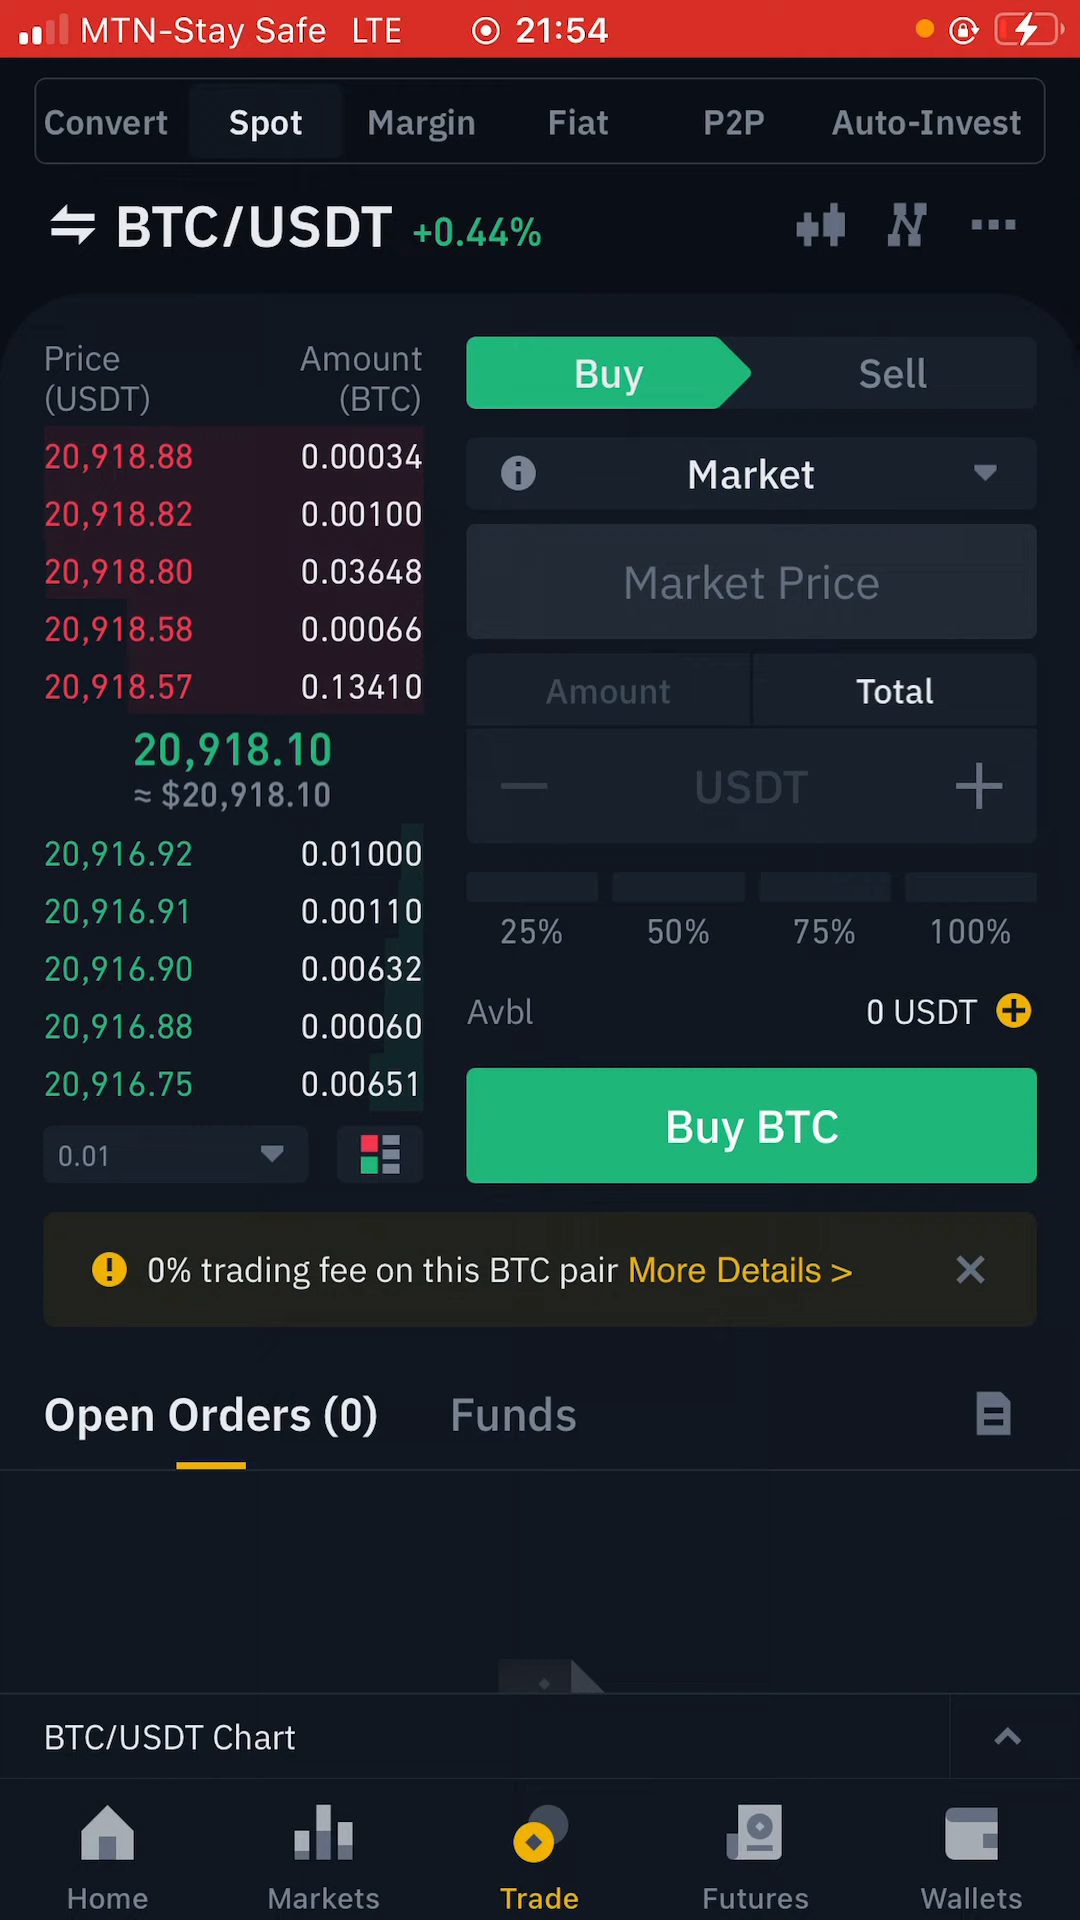 MTN-Stay Safe LTE 21:54
Convert Spot Margin Fiat P2P Auto-Invest
BTC/USDT +0.44%
Price (USDT) Amount (BTC)
20,918.88 0.00034
20,918.82 0.00100
20,918.80 0.03648
20,918.58 0.00066
20,918.57 0.13410
20,918.10
≈ $20,918.10
20,916.92 0.01000
20,916.91 0.00110
20,916.90 0.00632
20,916.88 0.00060
20,916.75 0.00651
0.01
Buy Sell
Market
Market Price
Amount Total
USDT
25% 50% 75% 100%
Avbl 0 USDT
Buy BTC
0% trading fee on this BTC pair More Details >
Open Orders (0) Funds
BTC/USDT Chart
Home Markets Trade Futures Wallets